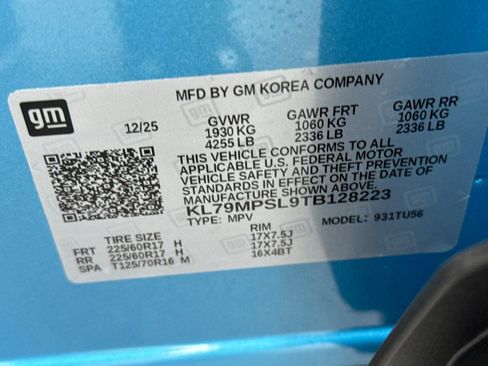 MFD BY GM KOREA COMPANY
gm
12/25
GVWR GAWR FRT GAWR RR
1930 KG 1060 KG 1060 KG
4255 LB 2336 LB 2336 LB
THIS VEHICLE CONFORMS TO ALL
APPLICABLE U.S. FEDERAL MOTOR
VEHICLE SAFETY AND THEFT PREVENTION
STANDARDS IN EFFECT ON THE DATE OF
MANUFACTURE SHOWN ABOVE.
KL79MPSL9TB128223
TYPE: MPV MODEL: 931TU56
TIRE SIZE RIM
FRT 225/60R17 H 17X7.5J
RR 225/60R17 H 17X7.5J
SPA T125/70R16 M 16X4BT